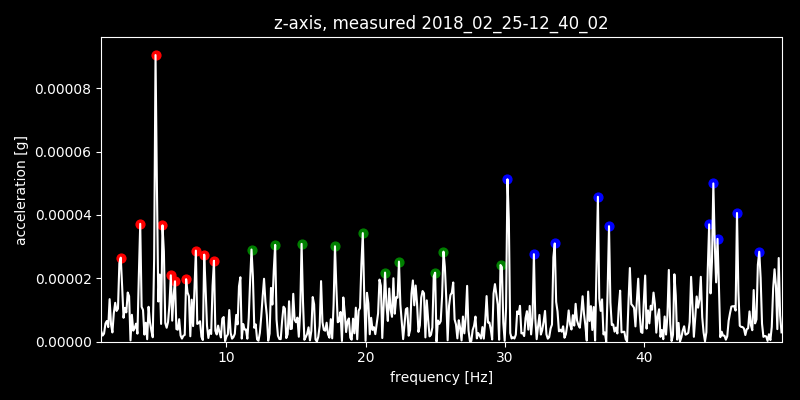 z-axis, measured 2018_02_25-12_40_02
acceleration [g]
0.00008
0.00006
0.00004
0.00002
0.00000
10 20 30 40
frequency [Hz]